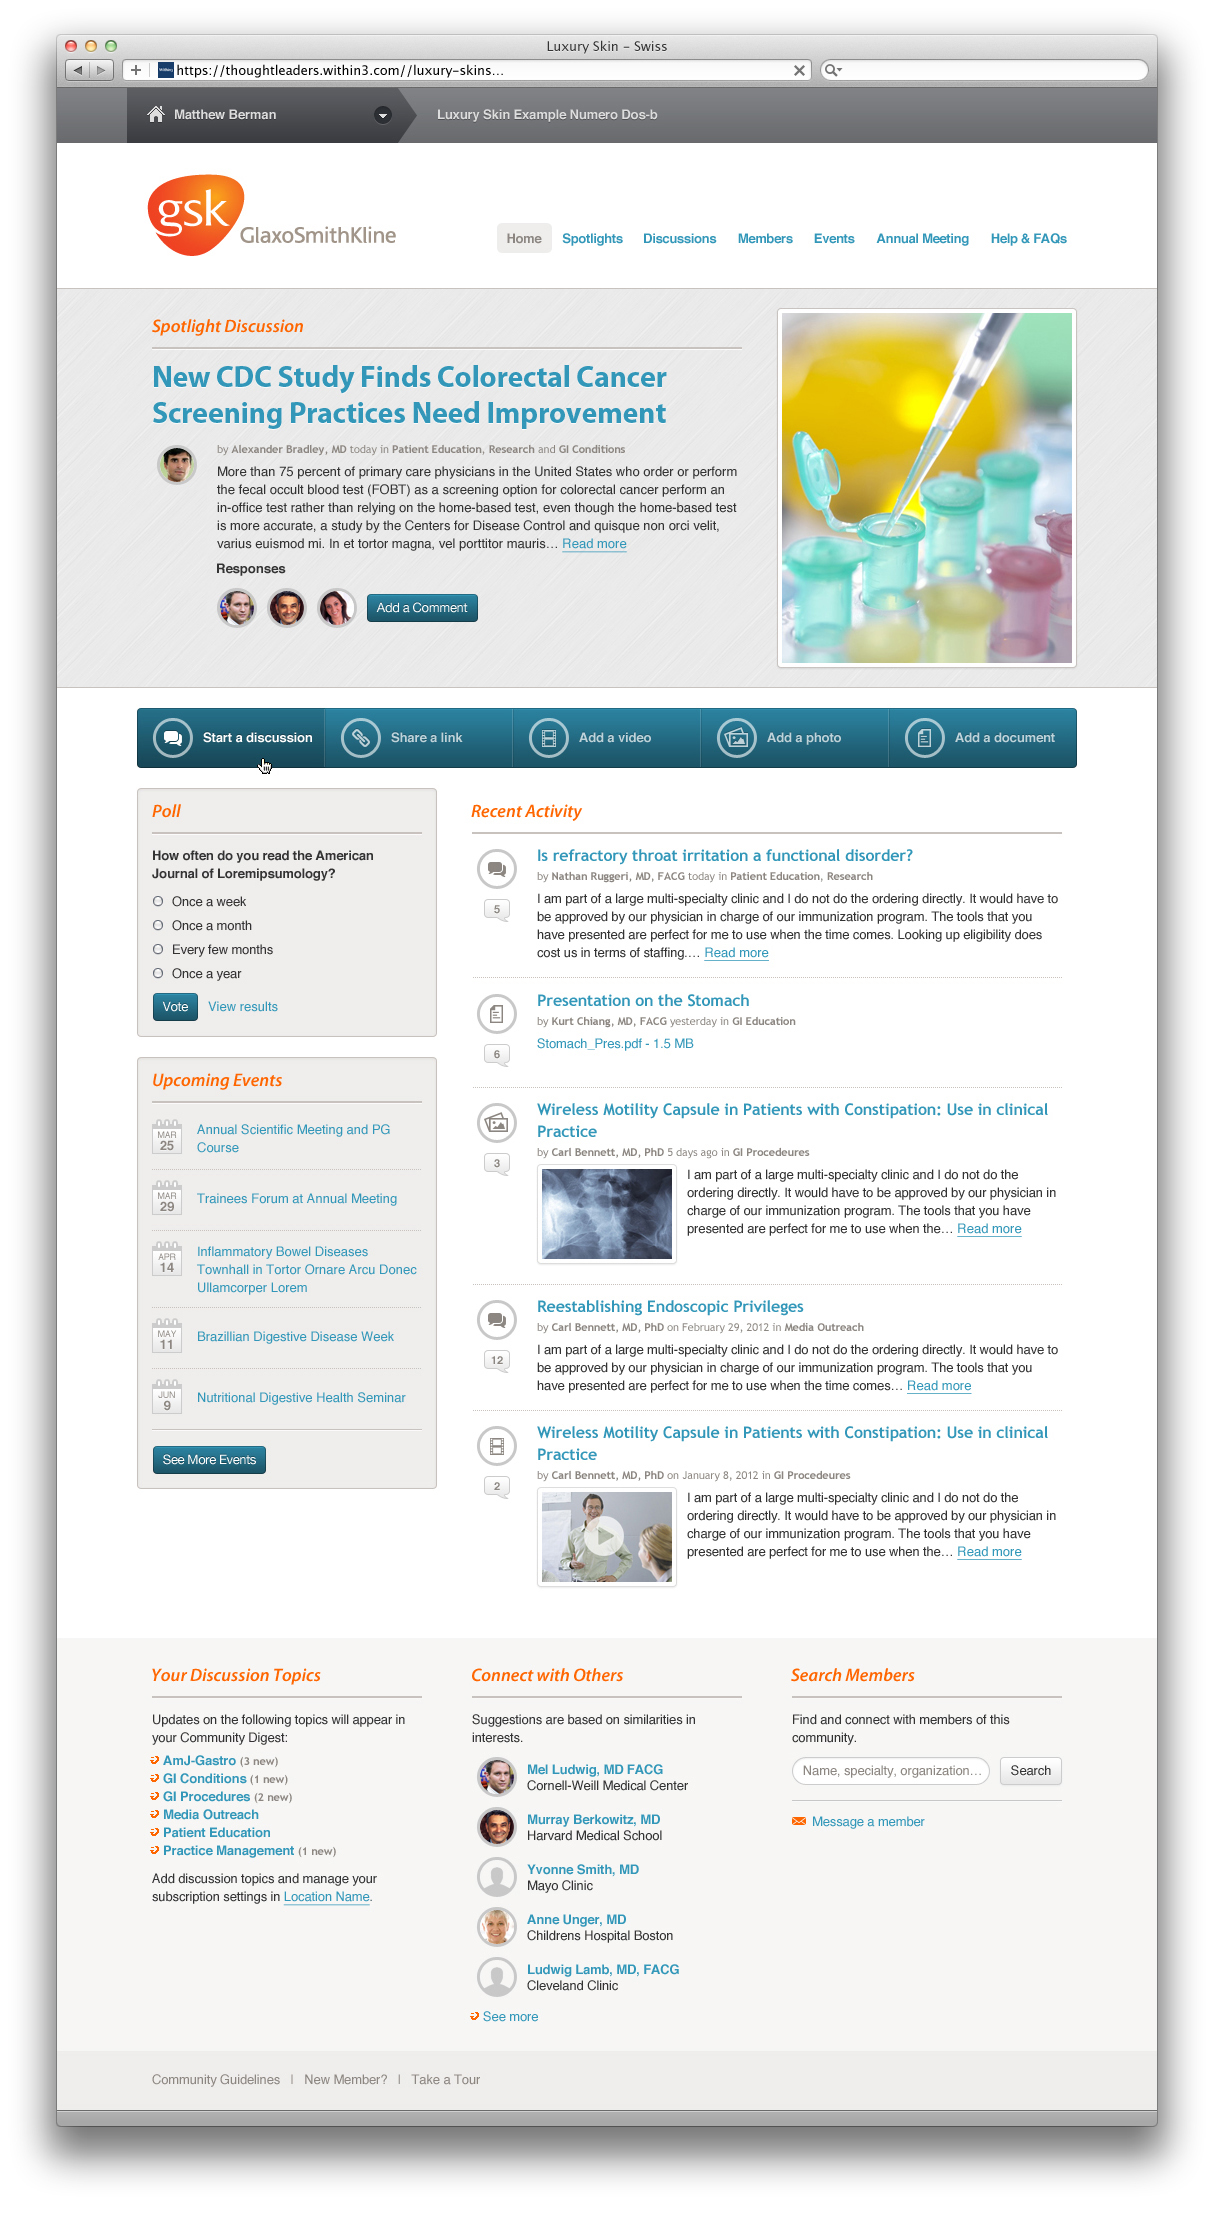 Luxury Skin – Swiss
https://thoughtleaders.within3.com//luxury-skins...
Matthew Berman
Luxury Skin Example Numero Dos-b
gsk
GlaxoSmithKline
Home
Spotlights
Discussions
Members
Events
Annual Meeting
Help & FAQs
Spotlight Discussion
New CDC Study Finds Colorectal Cancer
Screening Practices Need Improvement
by Alexander Bradley, MD today in Patient Education, Research and GI Conditions
More than 75 percent of primary care physicians in the United States who order or perform
the fecal occult blood test (FOBT) as a screening option for colorectal cancer perform an
in-office test rather than relying on the home-based test, even though the home-based test
is more accurate, a study by the Centers for Disease Control and quisque non orci velit,
varius euismod mi. In et tortor magna, vel porttitor mauris... Read more
Responses
Add a Comment
Start a discussion
Share a link
Add a video
Add a photo
Add a document
Poll
How often do you read the American
Journal of Loremipsumology?
Once a week
Once a month
Every few months
Once a year
Vote
View results
Upcoming Events
MAR
25
Annual Scientific Meeting and PG
Course
MAR
29
Trainees Forum at Annual Meeting
APR
14
Inflammatory Bowel Diseases
Townhall in Tortor Ornare Arcu Donec
Ullamcorper Lorem
MAY
11
Brazillian Digestive Disease Week
JUN
9
Nutritional Digestive Health Seminar
See More Events
Recent Activity
Is refractory throat irritation a functional disorder?
by Nathan Ruggeri, MD, FACG today in Patient Education, Research
5
I am part of a large multi-specialty clinic and I do not do the ordering directly. It would have to
be approved by our physician in charge of our immunization program. The tools that you
have presented are perfect for me to use when the time comes. Looking up eligibility does
cost us in terms of staffing.... Read more
Presentation on the Stomach
by Kurt Chiang, MD, FACG yesterday in GI Education
6
Stomach_Pres.pdf - 1.5 MB
Wireless Motility Capsule in Patients with Constipation: Use in clinical
Practice
by Carl Bennett, MD, PhD 5 days ago in GI Procedeures
3
I am part of a large multi-specialty clinic and I do not do the
ordering directly. It would have to be approved by our physician in
charge of our immunization program. The tools that you have
presented are perfect for me to use when the... Read more
Reestablishing Endoscopic Privileges
by Carl Bennett, MD, PhD on February 29, 2012 in Media Outreach
12
I am part of a large multi-specialty clinic and I do not do the ordering directly. It would have to
be approved by our physician in charge of our immunization program. The tools that you
have presented are perfect for me to use when the time comes... Read more
Wireless Motility Capsule in Patients with Constipation: Use in clinical
Practice
by Carl Bennett, MD, PhD on January 8, 2012 in GI Procedeures
2
I am part of a large multi-specialty clinic and I do not do the
ordering directly. It would have to be approved by our physician in
charge of our immunization program. The tools that you have
presented are perfect for me to use when the... Read more
Your Discussion Topics
Updates on the following topics will appear in
your Community Digest:
AmJ-Gastro (3 new)
GI Conditions (1 new)
GI Procedures (2 new)
Media Outreach
Patient Education
Practice Management (1 new)
Add discussion topics and manage your
subscription settings in Location Name.
Connect with Others
Suggestions are based on similarities in
interests.
Mel Ludwig, MD FACG
Cornell-Weill Medical Center
Murray Berkowitz, MD
Harvard Medical School
Yvonne Smith, MD
Mayo Clinic
Anne Unger, MD
Childrens Hospital Boston
Ludwig Lamb, MD, FACG
Cleveland Clinic
See more
Search Members
Find and connect with members of this
community.
Name, specialty, organization...
Search
Message a member
Community Guidelines | New Member? | Take a Tour